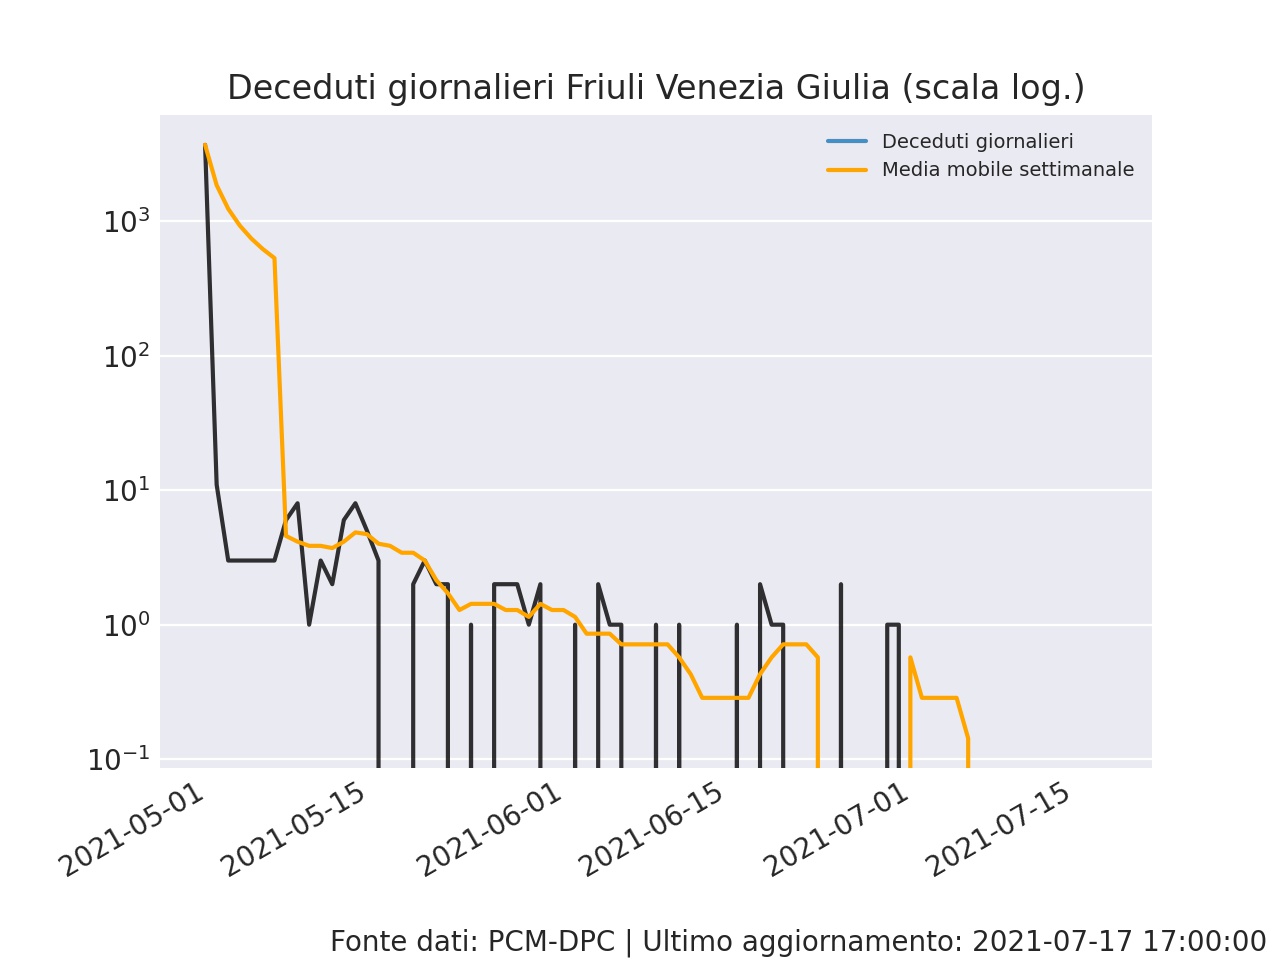 Deceduti giornalieri Friuli Venezia Giulia (scala log.)
Deceduti giornalieri
Media mobile settimanale
10³
10²
10¹
10⁰
10⁻¹
2021-05-01
2021-05-15
2021-06-01
2021-06-15
2021-07-01
2021-07-15
Fonte dati: PCM-DPC | Ultimo aggiornamento: 2021-07-17 17:00:00